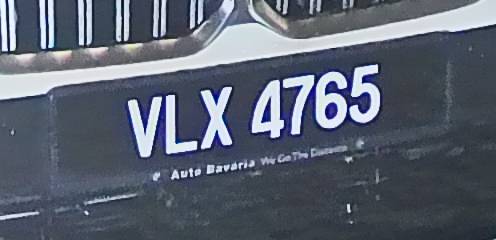 VLX 4765
Auto Bavaria We Go The Distance